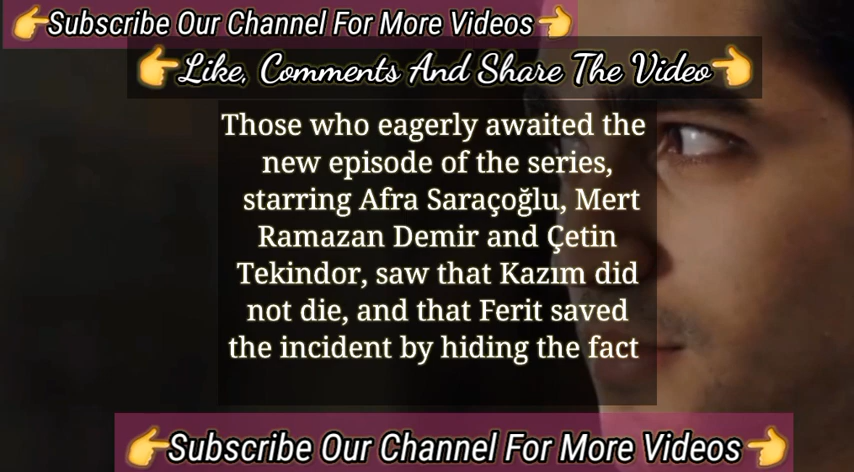 👉Subscribe Our Channel For More Videos👈
👉Like, Comments And Share The Video👈
Those who eagerly awaited the
new episode of the series,
starring Afra Saraçoğlu, Mert
Ramazan Demir and Çetin
Tekindor, saw that Kazım did
not die, and that Ferit saved
the incident by hiding the fact
👉Subscribe Our Channel For More Videos👈